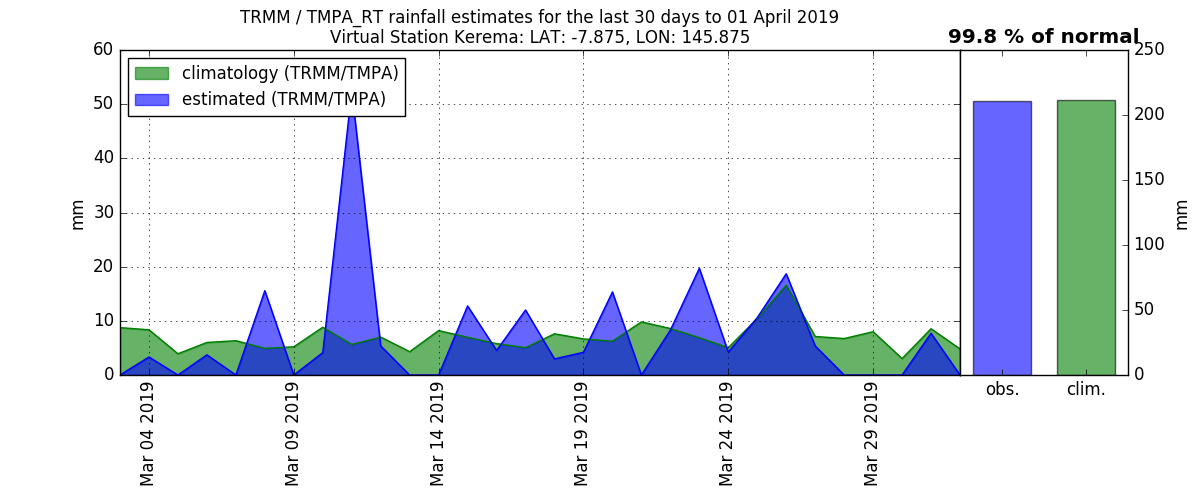 TRMM / TMPA_RT rainfall estimates for the last 30 days to 01 April 2019
Virtual Station Kerema: LAT: -7.875, LON: 145.875
99.8 % of normal
climatology (TRMM/TMPA)
estimated (TRMM/TMPA)
60
50
40
30
20
10
0
mm
Mar 04 2019
Mar 09 2019
Mar 14 2019
Mar 19 2019
Mar 24 2019
Mar 29 2019
250
200
150
100
50
0
mm
obs.
clim.